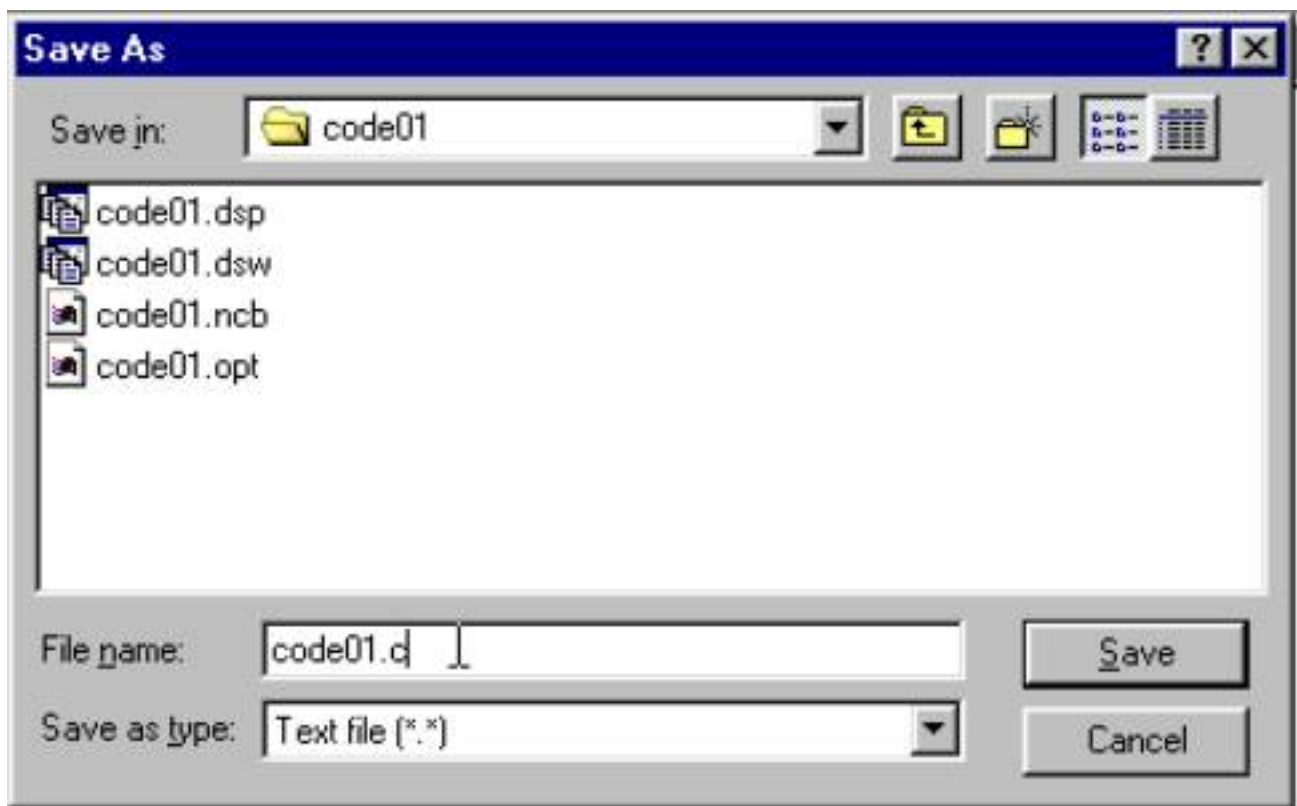 Save As
Save in: code01
code01.dsp
code01.dsw
code01.ncb
code01.opt
File name: code01.c
Save
Save as type: Text file (*.*)
Cancel